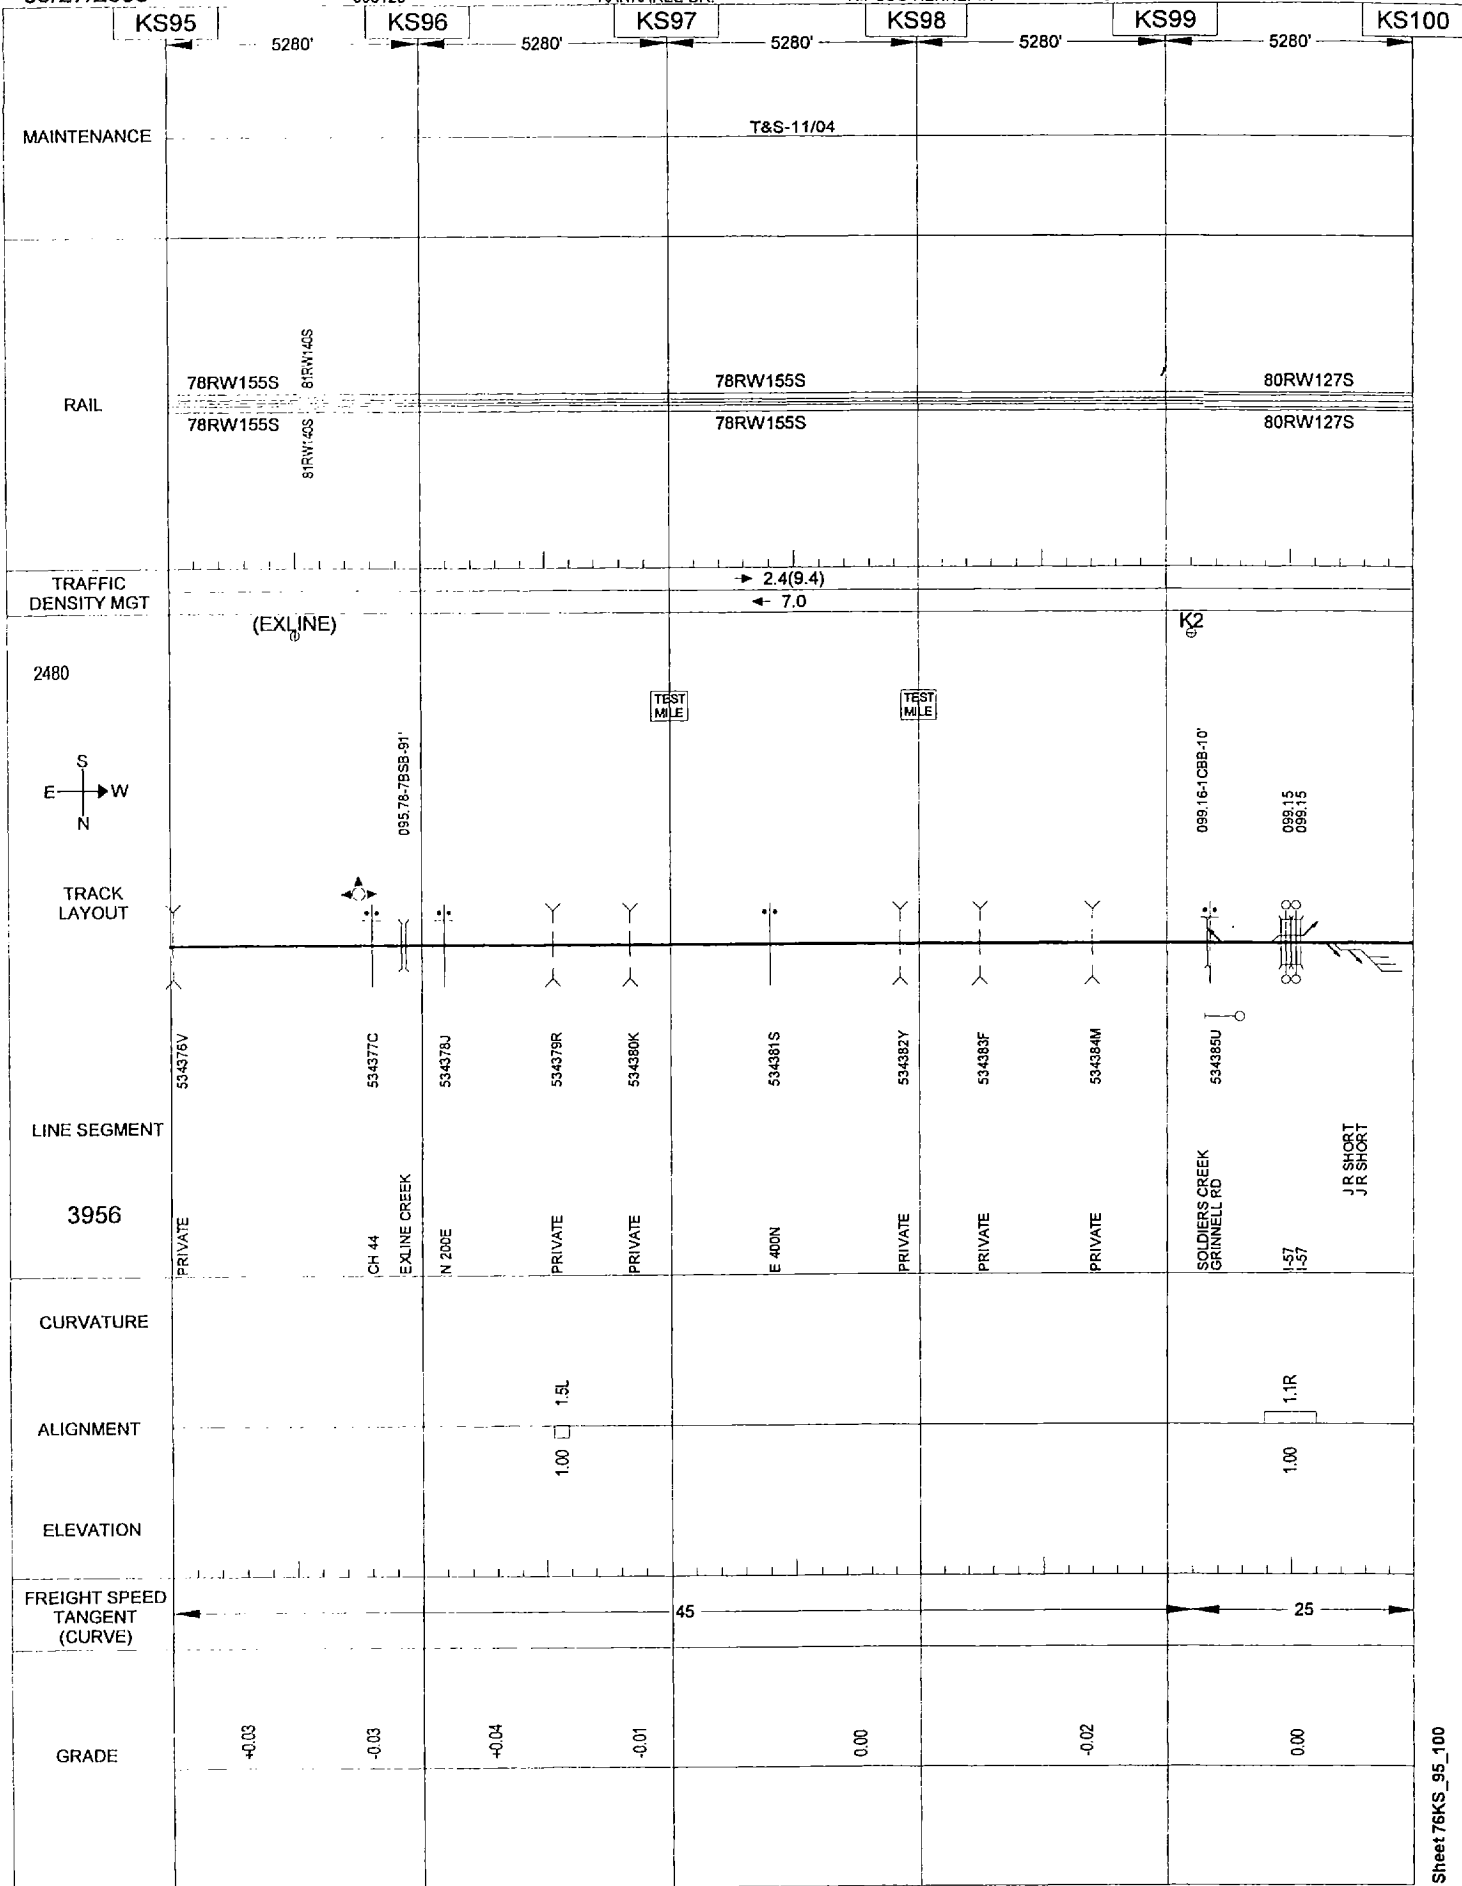 KS95 KS96 KS97 KS98 KS99 KS100
5280' 5280' 5280' 5280' 5280'
MAINTENANCE
T&S-11/04
RAIL
78RW155S 81RW140S 78RW155S 80RW127S
78RW155S 81RW140S 78RW155S 80RW127S
TRAFFIC
DENSITY MGT
2.4(9.4)
7.0
(EXLINE)
K2
2480
TEST
MILE
TEST
MILE
S
E W
N
095.78-7BSB-91'
099.16-1CBB-10'
099.15
099.15
TRACK
LAYOUT
534376V
534377C
534378J
534379R
534380K
534381S
534382Y
534383F
534384M
534385U
LINE SEGMENT
3956
PRIVATE
CH 44
EXLINE CREEK
N 200E
PRIVATE
PRIVATE
E 400N
PRIVATE
PRIVATE
PRIVATE
SOLDIERS CREEK
GRINNELL RD
I-57
I-57
J R SHORT
J R SHORT
CURVATURE
1.5L
1.1R
ALIGNMENT
1.00
1.00
ELEVATION
FREIGHT SPEED
TANGENT
(CURVE)
45
25
GRADE
+0.03
-0.03
+0.04
-0.01
0.00
-0.02
0.00
Sheet 76KS_95_100